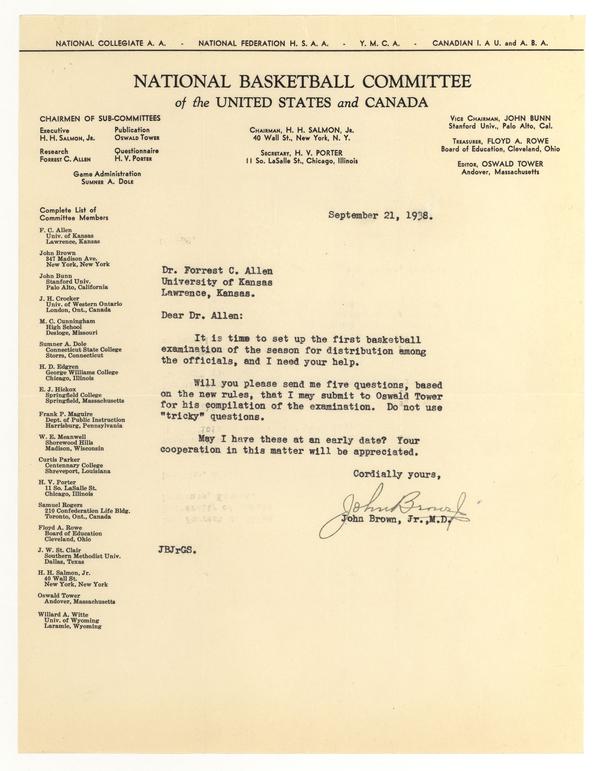 NATIONAL COLLEGIATE A. A. - NATIONAL FEDERATION H. S. A. A. - Y. M. C. A. - CANADIAN I. A. U. and A. B. A.
NATIONAL BASKETBALL COMMITTEE
of the UNITED STATES and CANADA
CHAIRMEN OF SUB-COMMITTEES
Executive
H. H. SALMON, JR.
Publication
OSWALD TOWER
Research
FORREST C. ALLEN
Questionnaire
H. V. PORTER
Game Administration
SUMNER A. DOLE
CHAIRMAN, H. H. SALMON, JR.
40 Wall St., New York, N. Y.
SECRETARY, H. V. PORTER
11 So. LaSalle St., Chicago, Illinois
VICE CHAIRMAN, JOHN BUNN
Stanford Univ., Palo Alto, Cal.
TREASURER, FLOYD A. ROWE
Board of Education, Cleveland, Ohio
EDITOR, OSWALD TOWER
Andover, Massachusetts
Complete List of
Committee Members
F. C. Allen
Univ. of Kansas
Lawrence, Kansas
John Brown
347 Madison Ave.
New York, New York
John Bunn
Stanford Univ.
Palo Alto, California
J. H. Crocker
Univ. of Western Ontario
London, Ont., Canada
M. C. Cunningham
High School
Desloge, Missouri
Sumner A. Dole
Connecticut State College
Storrs, Connecticut
H. D. Edgren
George Williams College
Chicago, Illinois
E. J. Hickox
Springfield College
Springfield, Massachusetts
Frank P. Maguire
Dept. of Public Instruction
Harrisburg, Pennsylvania
W. E. Meanwell
Shorewood Hills
Madison, Wisconsin
Curtis Parker
Centennary College
Shreveport, Louisiana
H. V. Porter
11 So. LaSalle St.
Chicago, Illinois
Samuel Rogers
210 Confederation Life Bldg.
Toronto, Ont., Canada
Floyd A. Rowe
Board of Education
Cleveland, Ohio
J. W. St. Clair
Southern Methodist Univ.
Dallas, Texas
H. H. Salmon, Jr.
40 Wall St.
New York, New York
Oswald Tower
Andover, Massachusetts
Willard A. Witte
Univ. of Wyoming
Laramie, Wyoming
September 21, 1938.
Dr. Forrest C. Allen
University of Kansas
Lawrence, Kansas.
Dear Dr. Allen:
It is time to set up the first basketball
examination of the season for distribution among
the officials, and I need your help.
Will you please send me five questions, based
on the new rules, that I may submit to Oswald Tower
for his compilation of the examination. Do not use
"tricky" questions.
May I have these at an early date? Your
cooperation in this matter will be appreciated.
Cordially yours,
John Brown Jr
John Brown, Jr.,M.D.
JBJrGS.